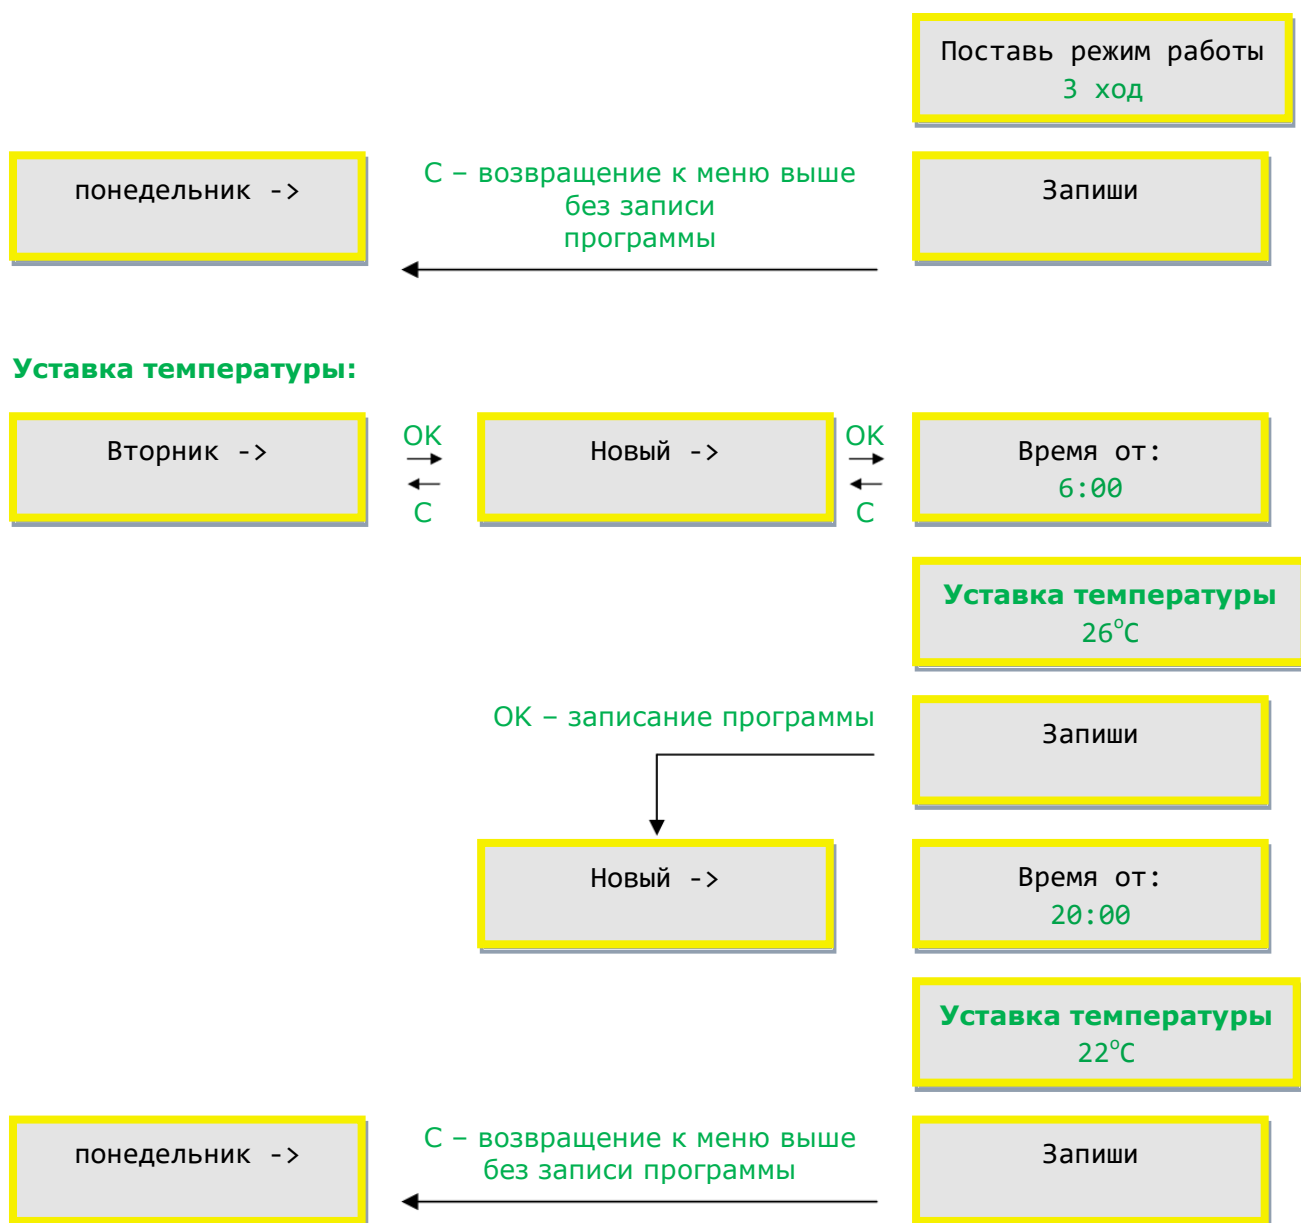 Поставь режим работы
3 ход
понедельник ->
С – возвращение к меню выше
без записи
программы
Запиши
Уставка температуры:
Вторник ->
OK
C
Новый ->
OK
C
Время от:
6:00
Уставка температуры
26°C
OK – записание программы
Запиши
Новый ->
Время от:
20:00
Уставка температуры
22°C
понедельник ->
С – возвращение к меню выше
без записи программы
Запиши